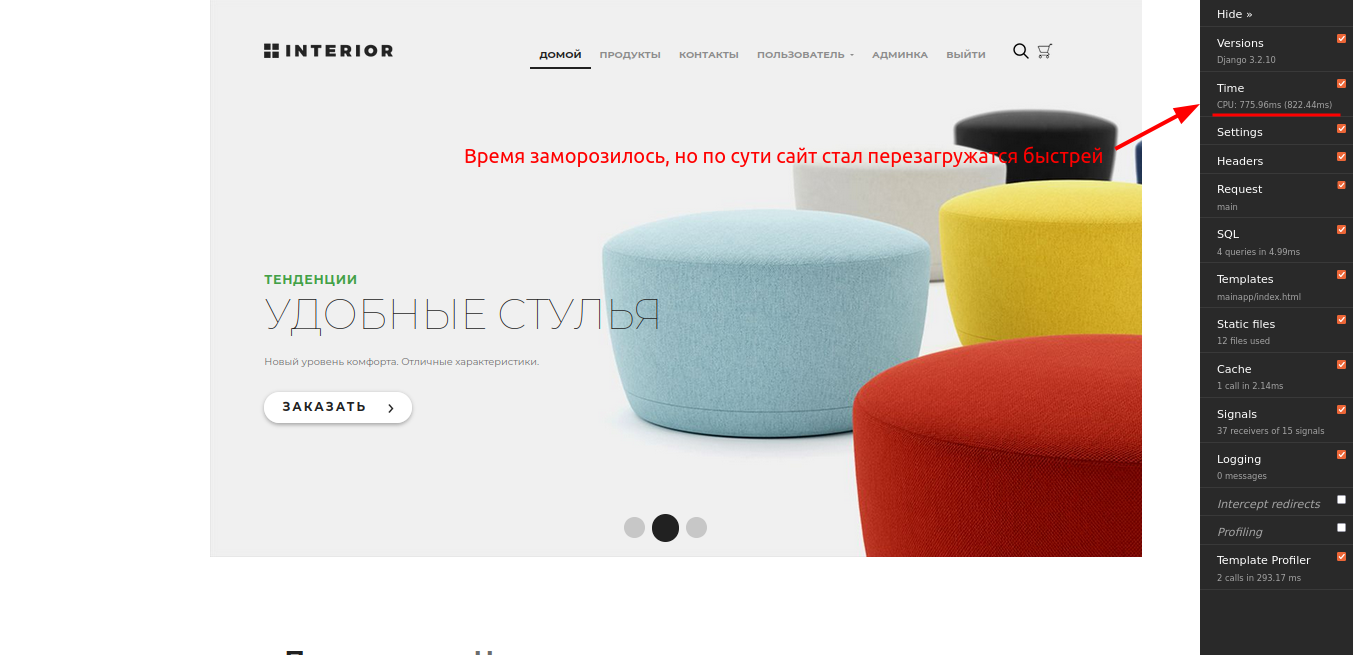 INTERIOR
ДОМОЙ ПРОДУКТЫ КОНТАКТЫ ПОЛЬЗОВАТЕЛЬ АДМИНКА ВЫЙТИ
Время заморозилось, но по сути сайт стал перезагружатся быстрей
ТЕНДЕНЦИИ
УДОБНЫЕ СТУЛЬЯ
Новый уровень комфорта. Отличные характеристики.
ЗАКАЗАТЬ
Hide »
Versions
Django 3.2.10
Time
CPU: 775.96ms (822.44ms)
Settings
Headers
Request
main
SQL
4 queries in 4.99ms
Templates
mainapp/index.html
Static files
12 files used
Cache
1 call in 2.14ms
Signals
37 receivers of 15 signals
Logging
0 messages
Intercept redirects
Profiling
Template Profiler
2 calls in 293.17 ms